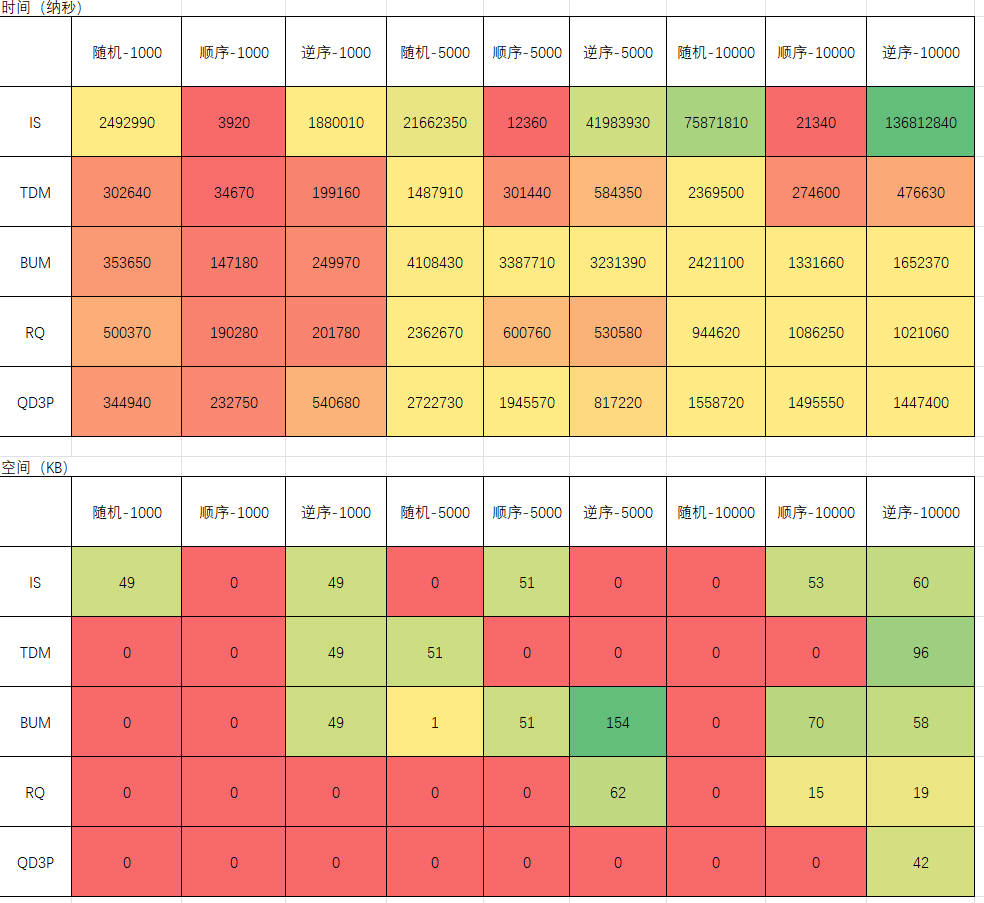 时间（纳秒）
随机-1000 顺序-1000 逆序-1000 随机-5000 顺序-5000 逆序-5000 随机-10000 顺序-10000 逆序-10000
IS 2492990 3920 1880010 21662350 12360 41983930 75871810 21340 136812840
TDM 302640 34670 199160 1487910 301440 584350 2369500 274600 476630
BUM 353650 147180 249970 4108430 3387710 3231390 2421100 1331660 1652370
RQ 500370 190280 201780 2362670 600760 530580 944620 1086250 1021060
QD3P 344940 232750 540680 2722730 1945570 817220 1558720 1495550 1447400
空间（KB）
随机-1000 顺序-1000 逆序-1000 随机-5000 顺序-5000 逆序-5000 随机-10000 顺序-10000 逆序-10000
IS 49 0 49 0 51 0 0 53 60
TDM 0 0 49 51 0 0 0 0 96
BUM 0 0 49 1 51 154 0 70 58
RQ 0 0 0 0 0 62 0 15 19
QD3P 0 0 0 0 0 0 0 0 42